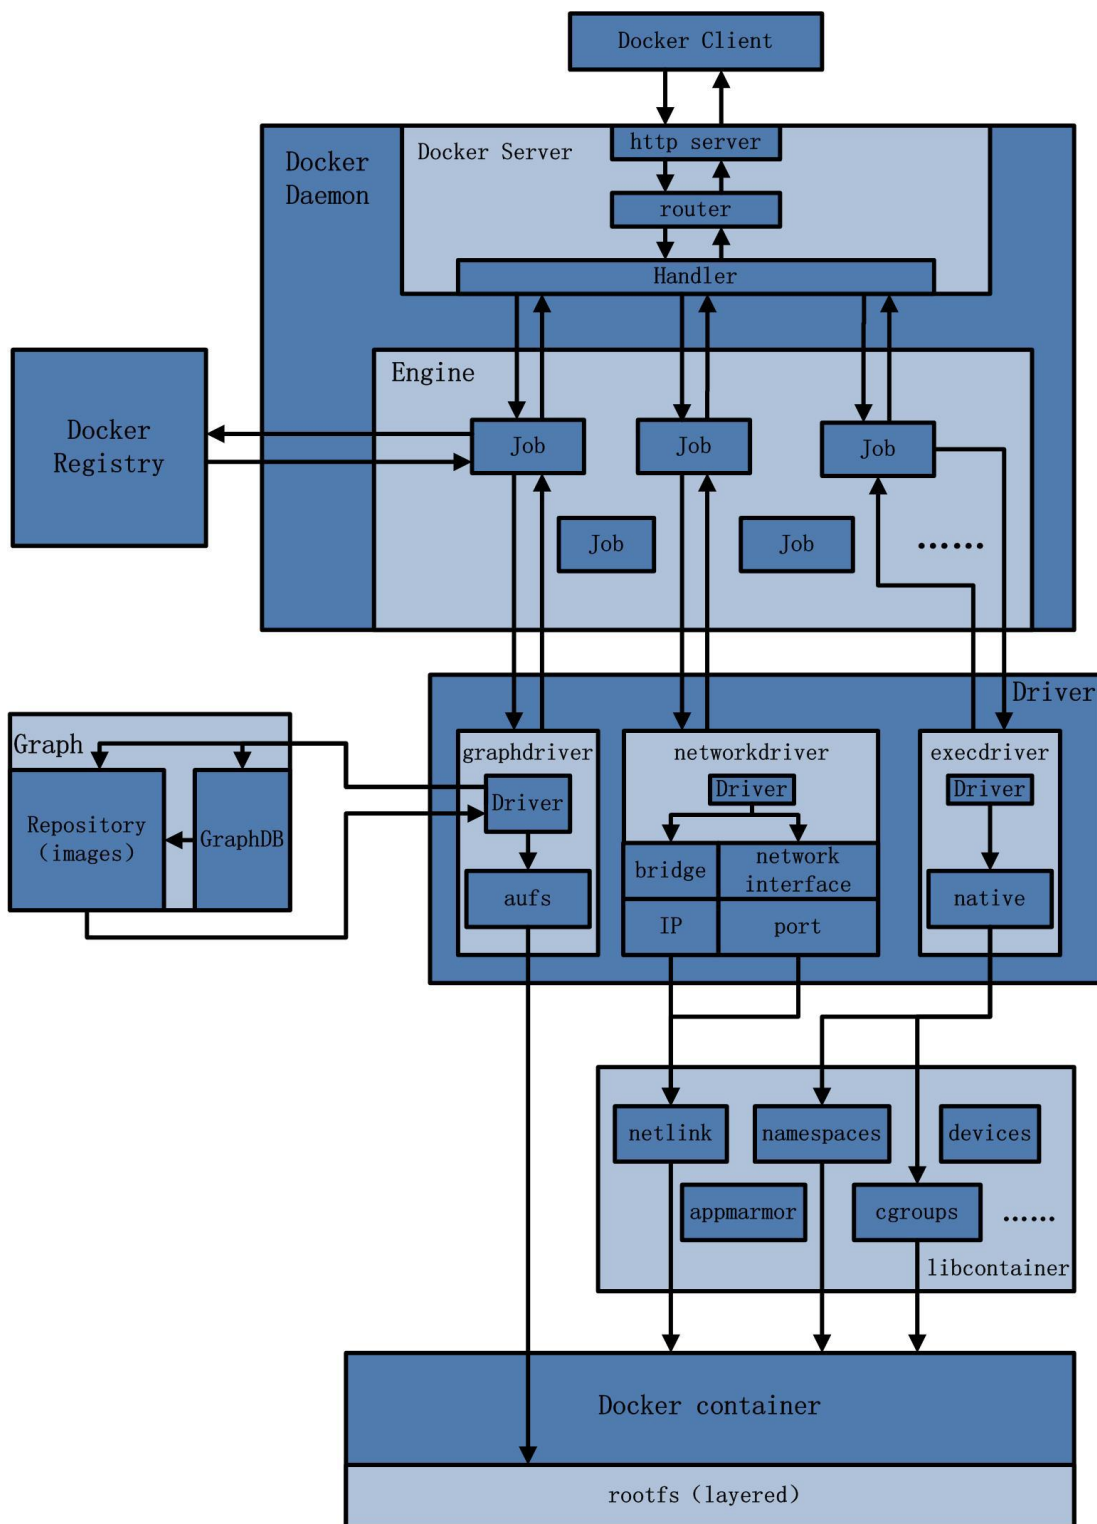 Docker Client
Docker
Daemon
Docker Server
http server
router
Handler
Engine
Docker
Registry
Job
Job
Job
Job
Job
......
Driver
Graph
Repository
（images）
GraphDB
graphdriver
Driver
aufs
networkdriver
Driver
bridge
network
interface
IP
port
execdriver
Driver
native
netlink
namespaces
devices
appmarmor
cgroups
......
libcontainer
Docker container
rootfs（layered）